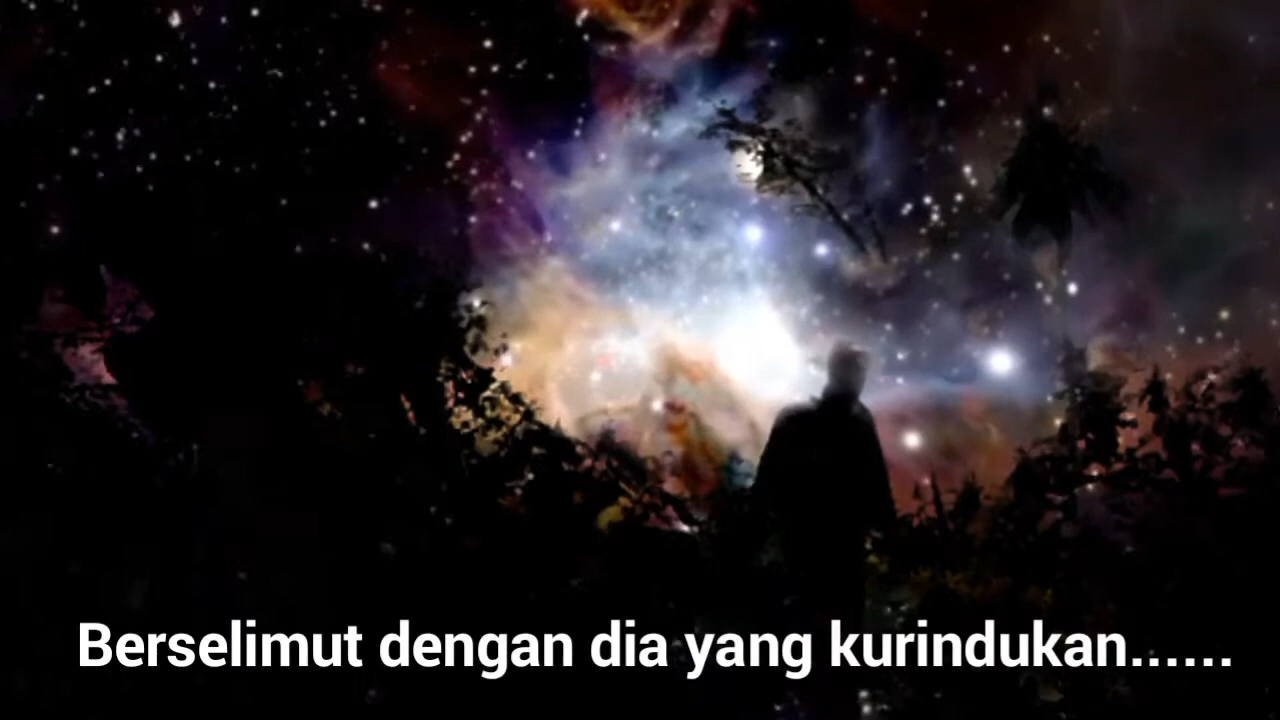 Berselimut dengan dia yang kurindukan......